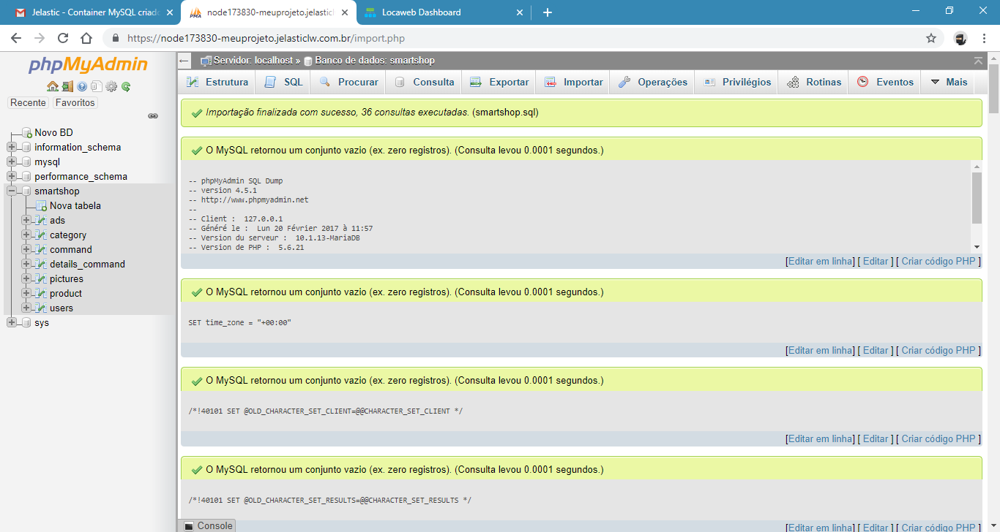 Jelastic - Container MySQL criado
node173830-meuprojeto.jelasticl
Locaweb Dashboard
https://node173830-meuprojeto.jelasticlw.com.br/import.php
phpMyAdmin
Recente Favoritos
Novo BD
information_schema
mysql
performance_schema
smartshop
Nova tabela
ads
category
command
details_command
pictures
product
users
sys
Servidor: localhost » Banco de dados: smartshop
Estrutura SQL Procurar Consulta Exportar Importar Operações Privilégios Rotinas Eventos Mais
Importação finalizada com sucesso, 36 consultas executadas. (smartshop.sql)
O MySQL retornou um conjunto vazio (ex. zero registros). (Consulta levou 0.0001 segundos.)
-- phpMyAdmin SQL Dump
-- version 4.5.1
-- http://www.phpmyadmin.net
--
-- Client :  127.0.0.1
-- Généré le :  Lun 20 Février 2017 à 11:57
-- Version du serveur :  10.1.13-MariaDB
-- Version de PHP :  5.6.21
[Editar em linha] [ Editar ] [ Criar código PHP ]
O MySQL retornou um conjunto vazio (ex. zero registros). (Consulta levou 0.0001 segundos.)
SET time_zone = "+00:00"
[Editar em linha] [ Editar ] [ Criar código PHP ]
O MySQL retornou um conjunto vazio (ex. zero registros). (Consulta levou 0.0001 segundos.)
/*!40101 SET @OLD_CHARACTER_SET_CLIENT=@@CHARACTER_SET_CLIENT */
[Editar em linha] [ Editar ] [ Criar código PHP ]
O MySQL retornou um conjunto vazio (ex. zero registros). (Consulta levou 0.0001 segundos.)
/*!40101 SET @OLD_CHARACTER_SET_RESULTS=@@CHARACTER_SET_RESULTS */
[Editar em linha] [ Editar ] [ Criar código PHP ]
Console